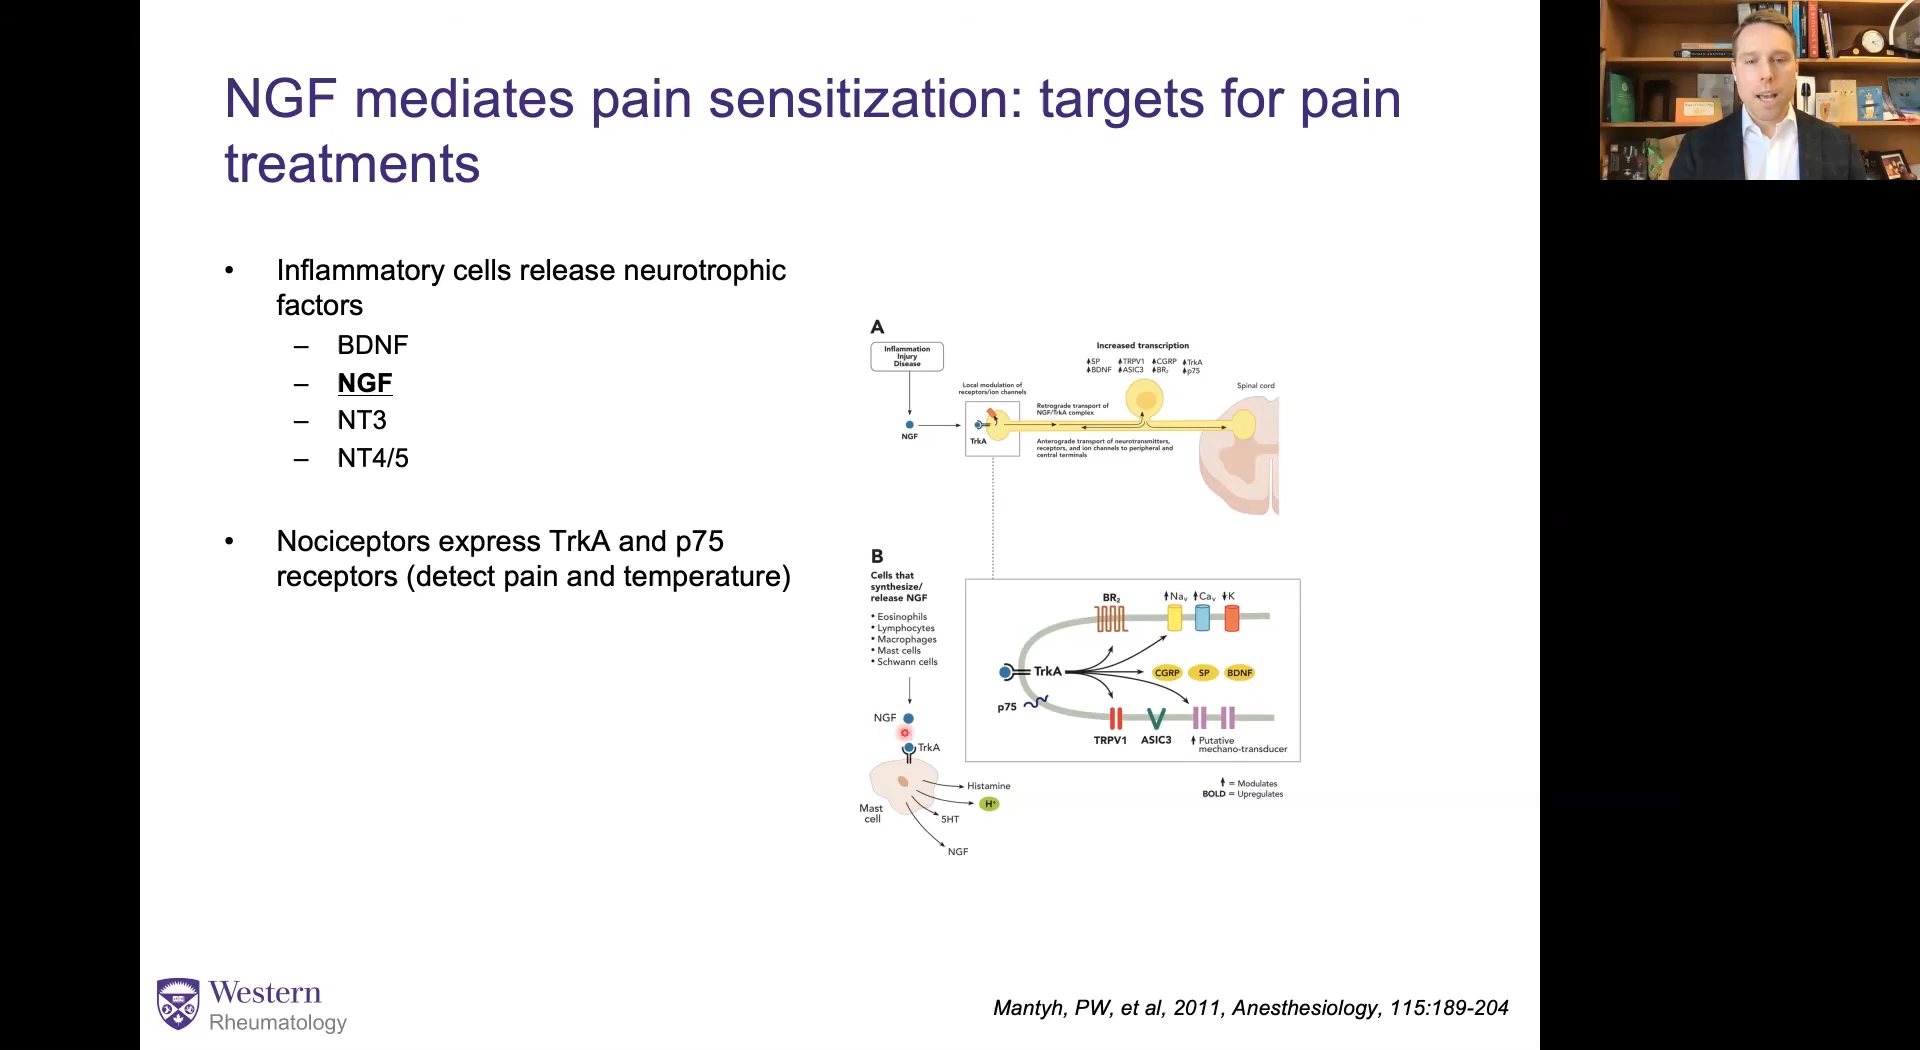 NGF mediates pain sensitization: targets for pain
treatments
• Inflammatory cells release neurotrophic
factors
– BDNF
– NGF
– NT3
– NT4/5
• Nociceptors express TrkA and p75
receptors (detect pain and temperature)
A
Inflammation
Injury
Disease
NGF
Local modulation of
receptors/ion channels
TrkA
Increased transcription
SP TRPV1 CGRP TrkA
BDNF ASIC3 BR₂ p75
Retrograde transport of
NGF/TrkA complex
Anterograde transport of neurotransmitters,
receptors, and ion channels to peripheral and
central terminals
Spinal cord
B
Cells that
synthesize/
release NGF
• Eosinophils
• Lymphocytes
• Macrophages
• Mast cells
• Schwann cells
NGF
TrkA
Mast
cell
Histamine
H⁺
5HT
NGF
BR₂
Naᵥ Caᵥ K
TrkA
CGRP SP BDNF
p75
TRPV1 ASIC3 Putative
mechano-transducer
= Modulates
BOLD = Upregulates
Western
Rheumatology
Mantyh, PW, et al, 2011, Anesthesiology, 115:189-204